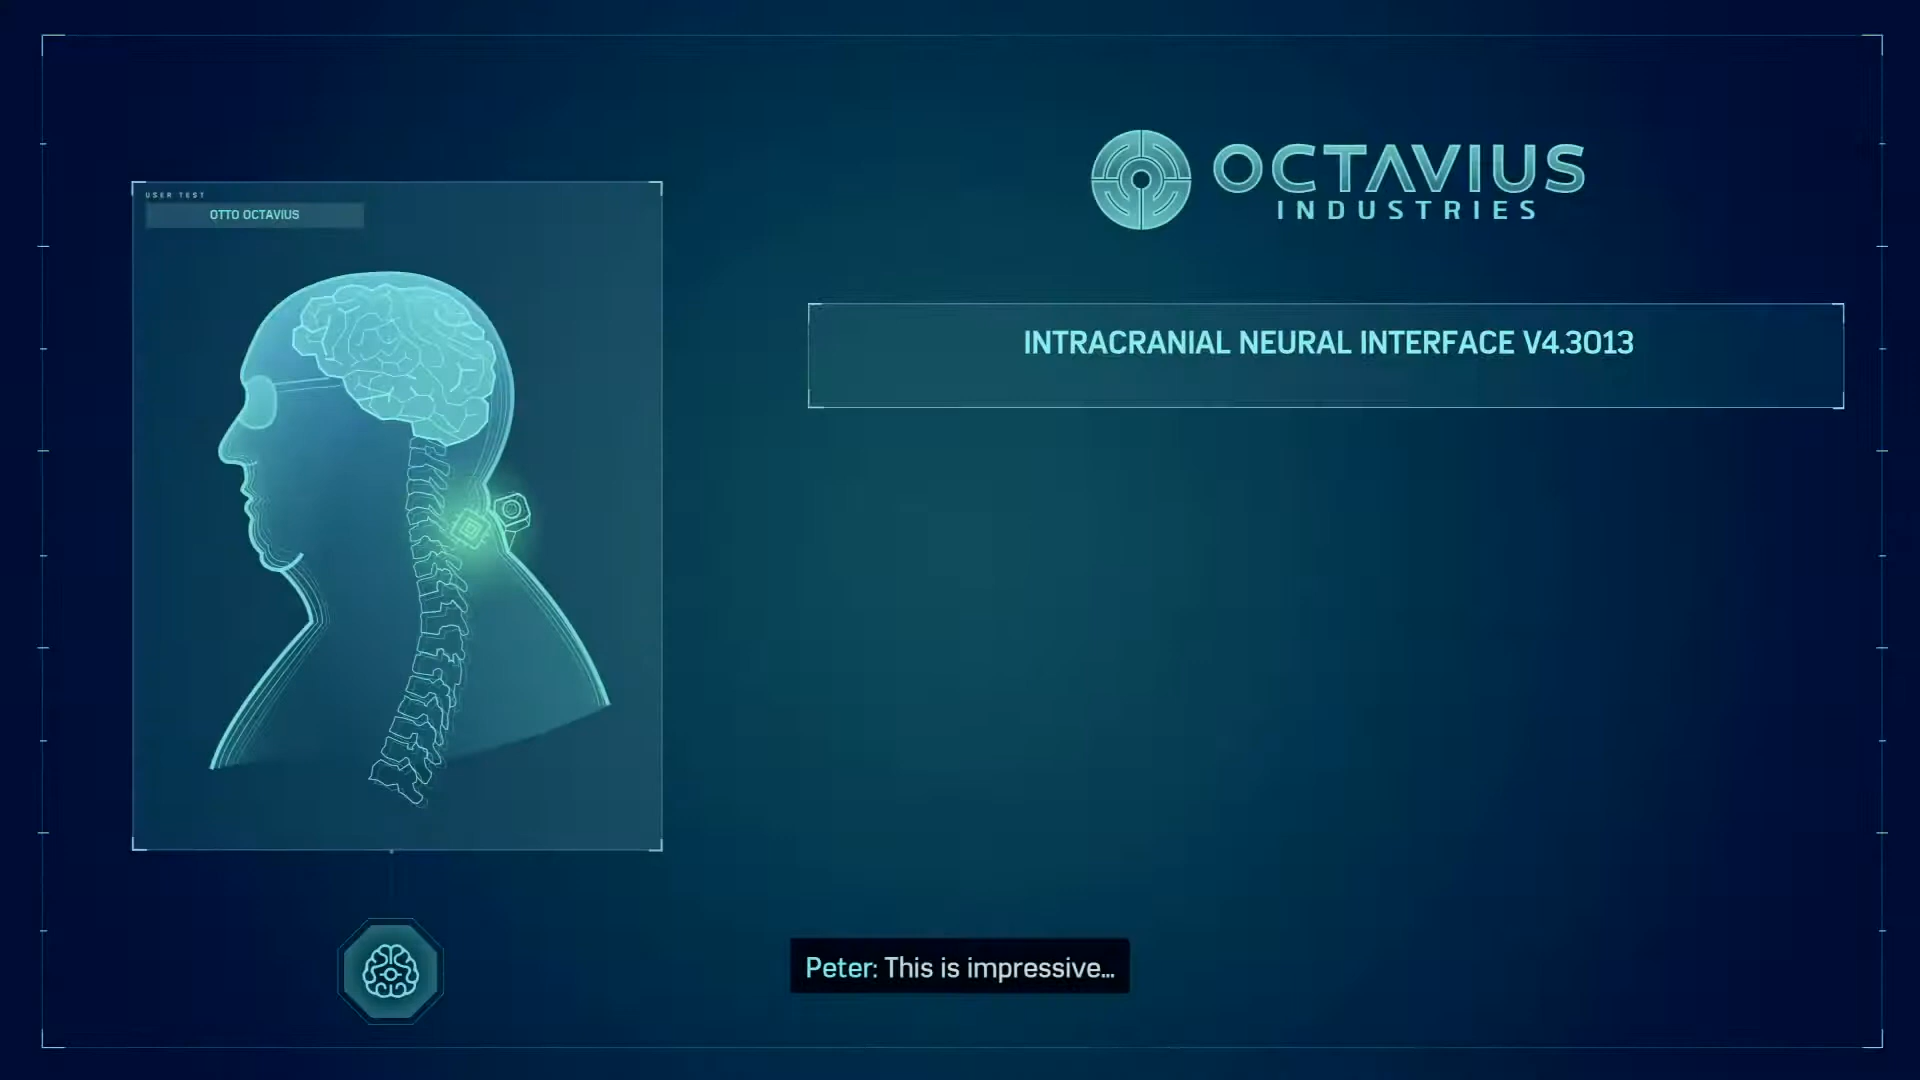 USER TEST
OTTO OCTAVIUS
OCTAVIUS
INDUSTRIES
INTRACRANIAL NEURAL INTERFACE V4.3013
Peter: This is impressive...